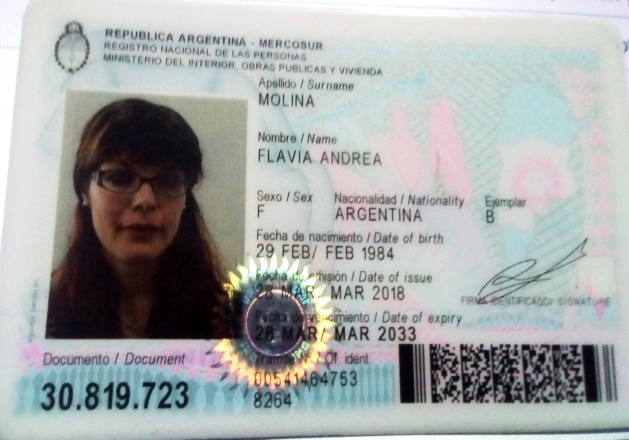 REPUBLICA ARGENTINA - MERCOSUR
REGISTRO NACIONAL DE LAS PERSONAS
MINISTERIO DEL INTERIOR, OBRAS PUBLICAS Y VIVIENDA
Apellido / Surname
MOLINA
Nombre / Name
FLAVIA ANDREA
Sexo / Sex Nacionalidad / Nationality Ejemplar
F ARGENTINA B
Fecha de nacimiento / Date of birth
29 FEB/ FEB 1984
Fecha de emisión / Date of issue
28 MAR/ MAR 2018
FIRMA IDENTIFICADO/ SIGNATURE
Fecha de vencimiento / Date of expiry
28 MAR/ MAR 2033
Documento / Document
Of. ident
30.819.723
00541464753
8264